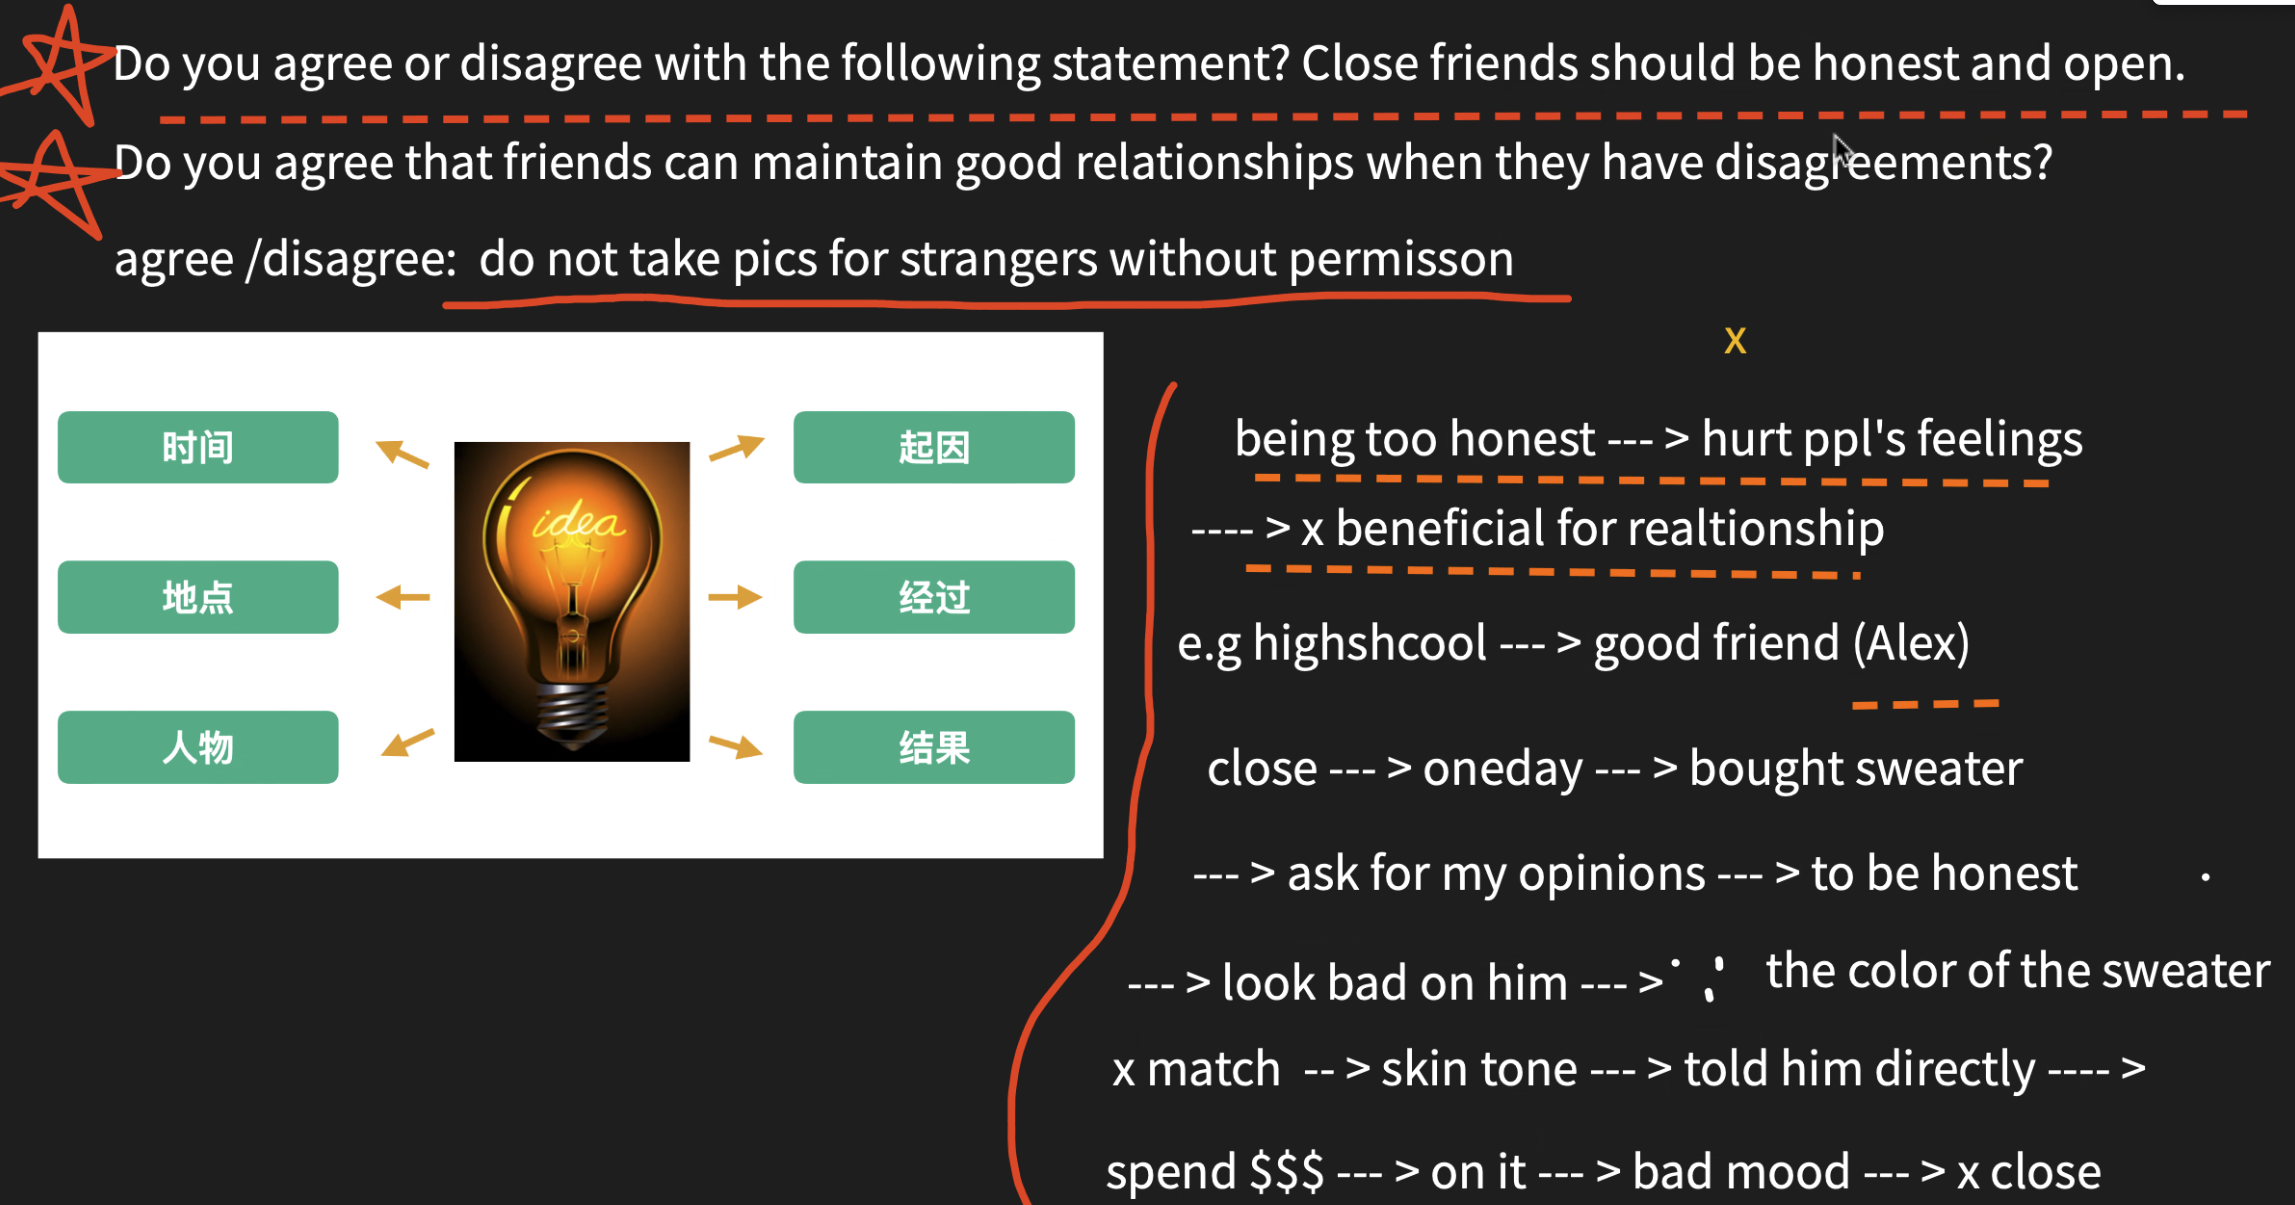 Do you agree or disagree with the following statement? Close friends should be honest and open.
Do you agree that friends can maintain good relationships when they have disagreements?
agree /disagree:  do not take pics for strangers without permisson
时间
地点
人物
idea
起因
经过
结果
x
being too honest --- > hurt ppl's feelings
---- > x beneficial for realtionship
e.g highshcool --- > good friend (Alex)
close --- > oneday --- > bought sweater
--- > ask for my opinions --- > to be honest
--- > look bad on him --- > the color of the sweater
x match  -- > skin tone --- > told him directly ---- >
spend $$$ --- > on it --- > bad mood --- > x close